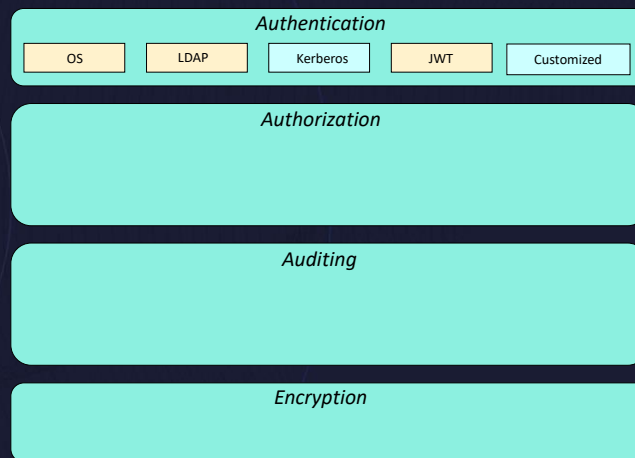 Authentication
OS LDAP Kerberos JWT Customized
Authorization
Auditing
Encryption